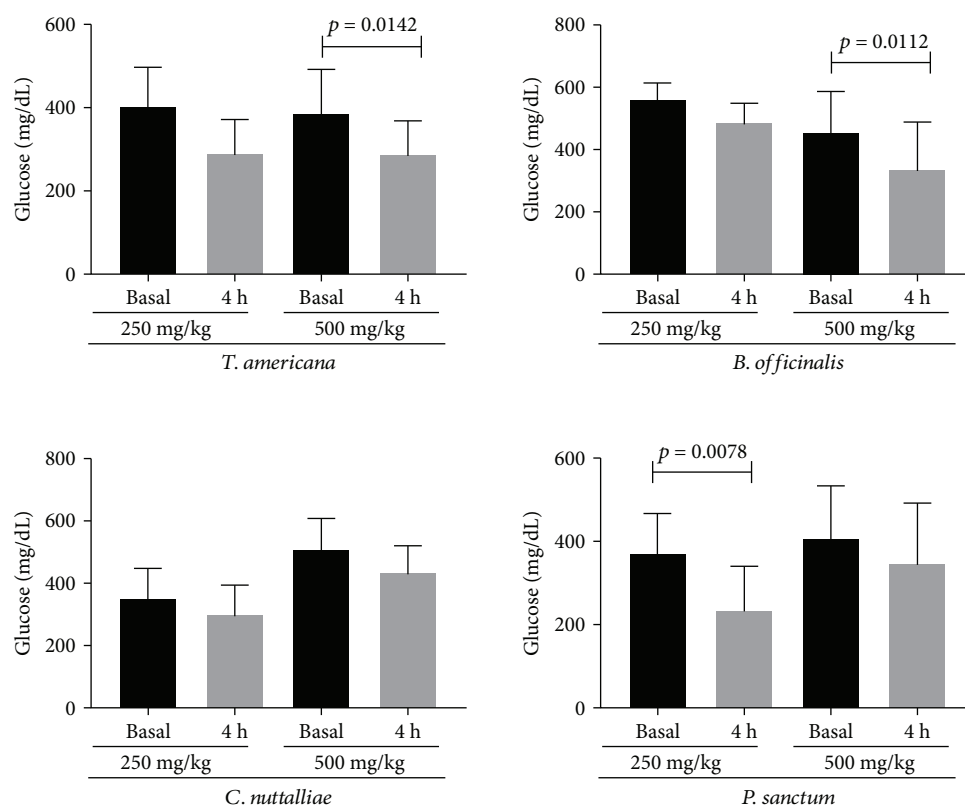 600
400
200
0
Glucose (mg/dL)
p = 0.0142
Basal 4 h Basal 4 h
250 mg/kg 500 mg/kg
T. americana
800
600
400
200
0
Glucose (mg/dL)
p = 0.0112
Basal 4 h Basal 4 h
250 mg/kg 500 mg/kg
B. officinalis
800
600
400
200
0
Glucose (mg/dL)
Basal 4 h Basal 4 h
250 mg/kg 500 mg/kg
C. nuttalliae
600
400
200
0
Glucose (mg/dL)
p = 0.0078
Basal 4 h Basal 4 h
250 mg/kg 500 mg/kg
P. sanctum